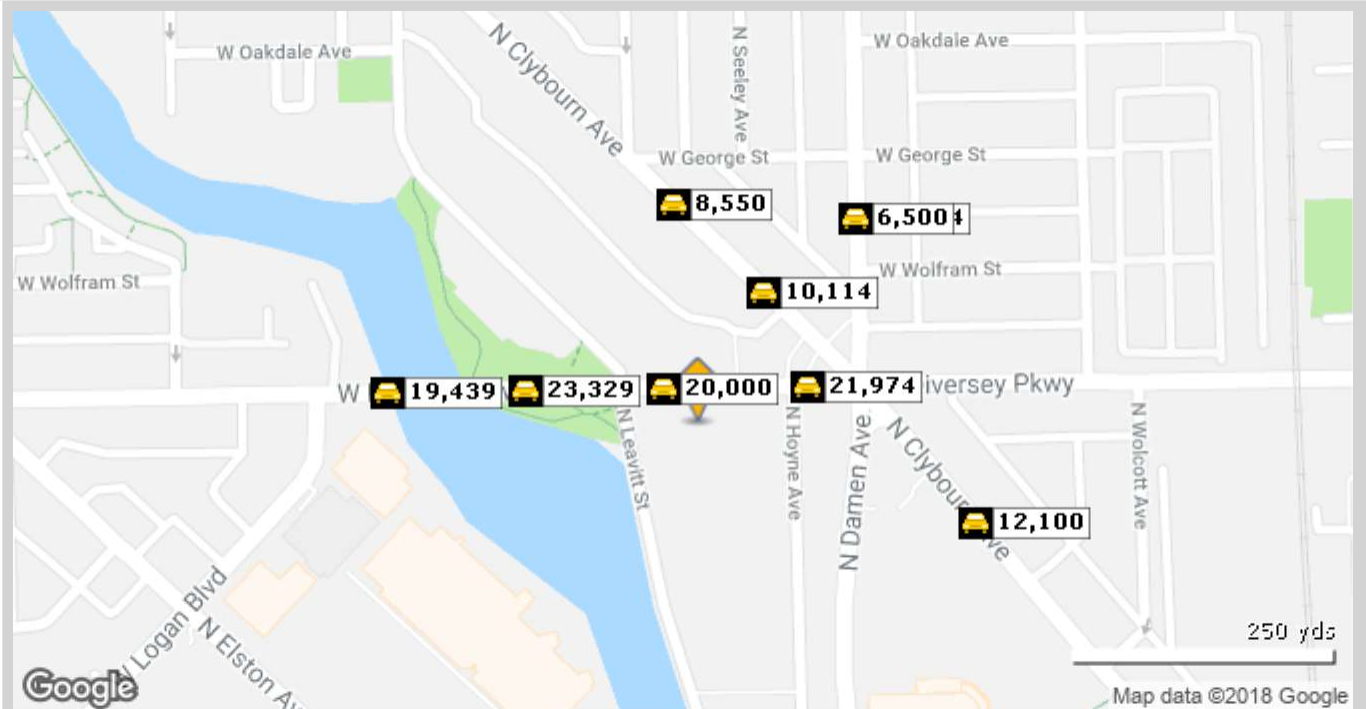 W Oakdale Ave
N Clybourn Ave
N Seeley Ave
W Oakdale Ave
W George St
W George St
8,550
6,500
W Wolfram St
W Wolfram St
10,114
W
19,439
23,329
20,000
21,974
iversey Pkwy
N Leavitt St
N Hoyne Ave
N Damen Ave
N Clybourn Ave
N Wolcott Ave
12,100
N Logan Blvd
N Elston Av
250 yds
Google
Map data ©2018 Google